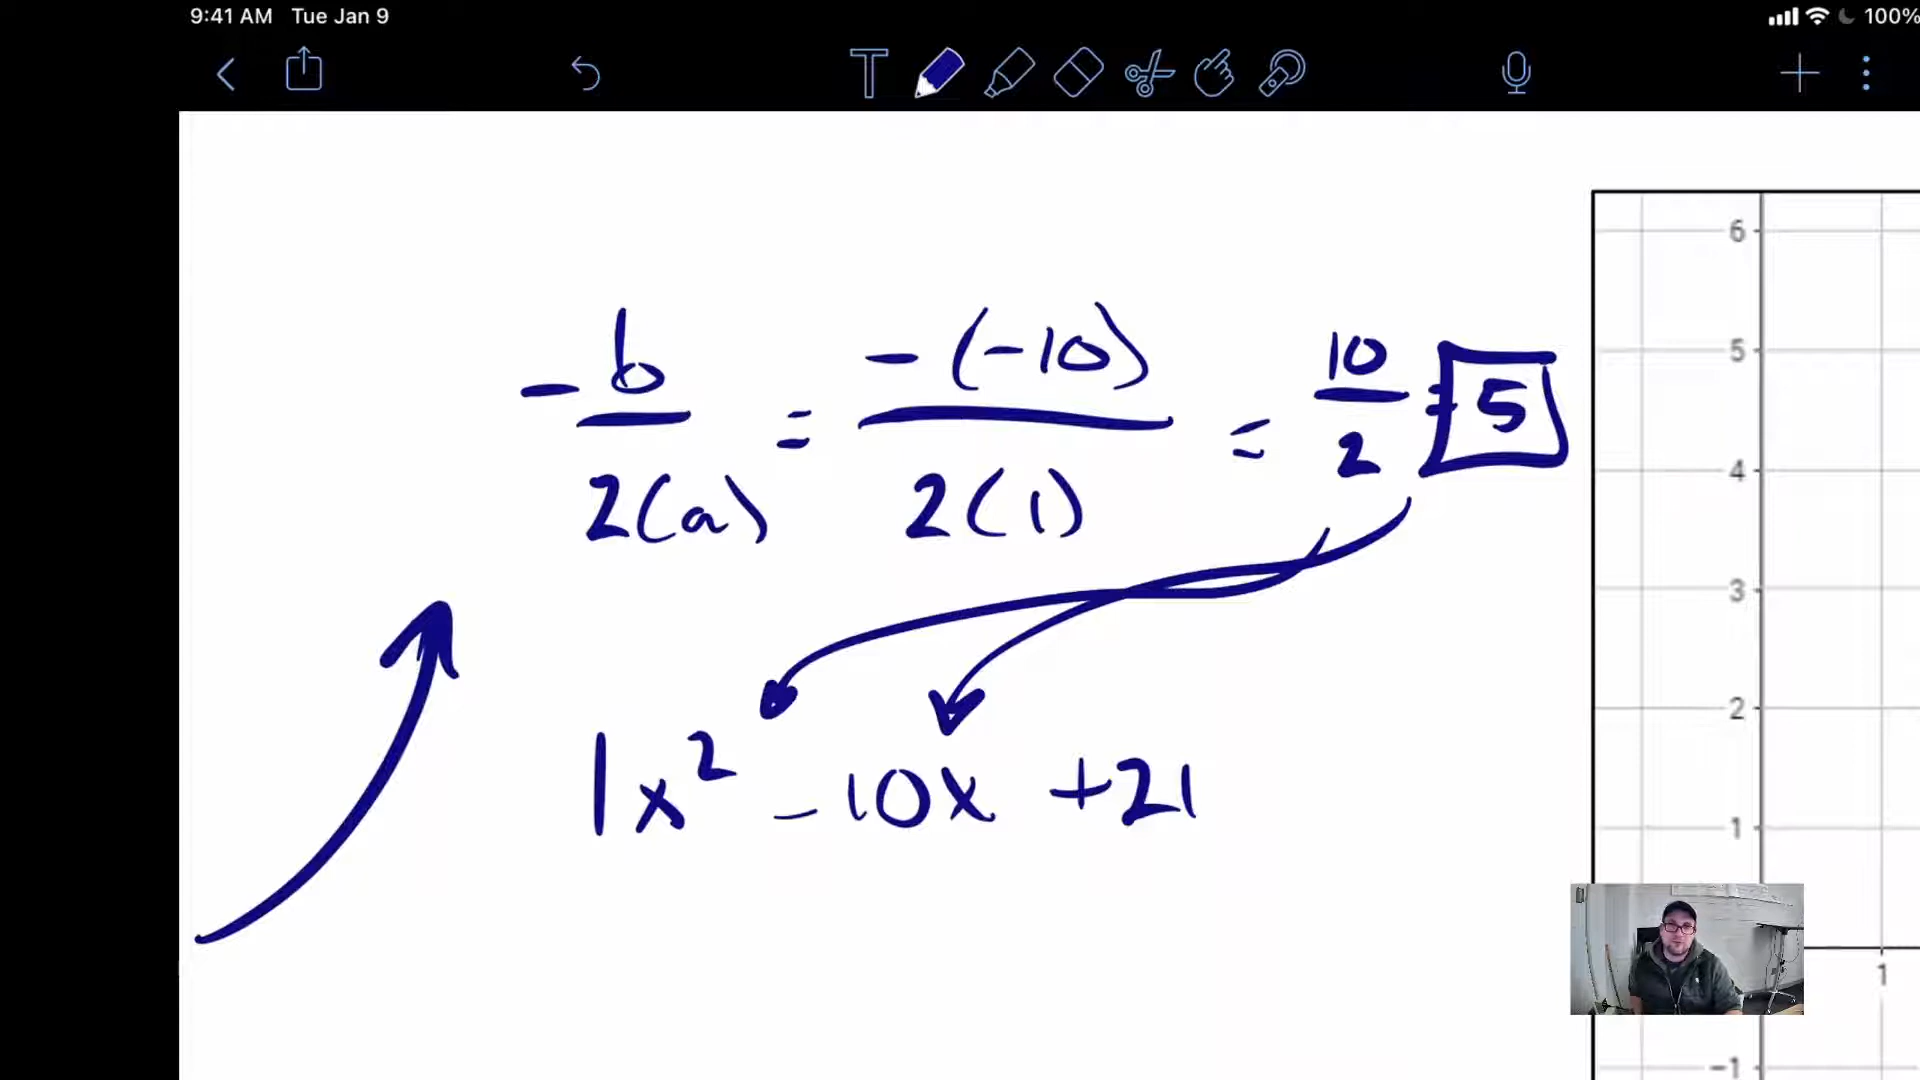 9:41 AM Tue Jan 9 100%
T
-b/2(a) = -(-10)/2(1) = 10/2 = 5
1x² - 10x + 21
6
5
4
3
2
1
1
-1